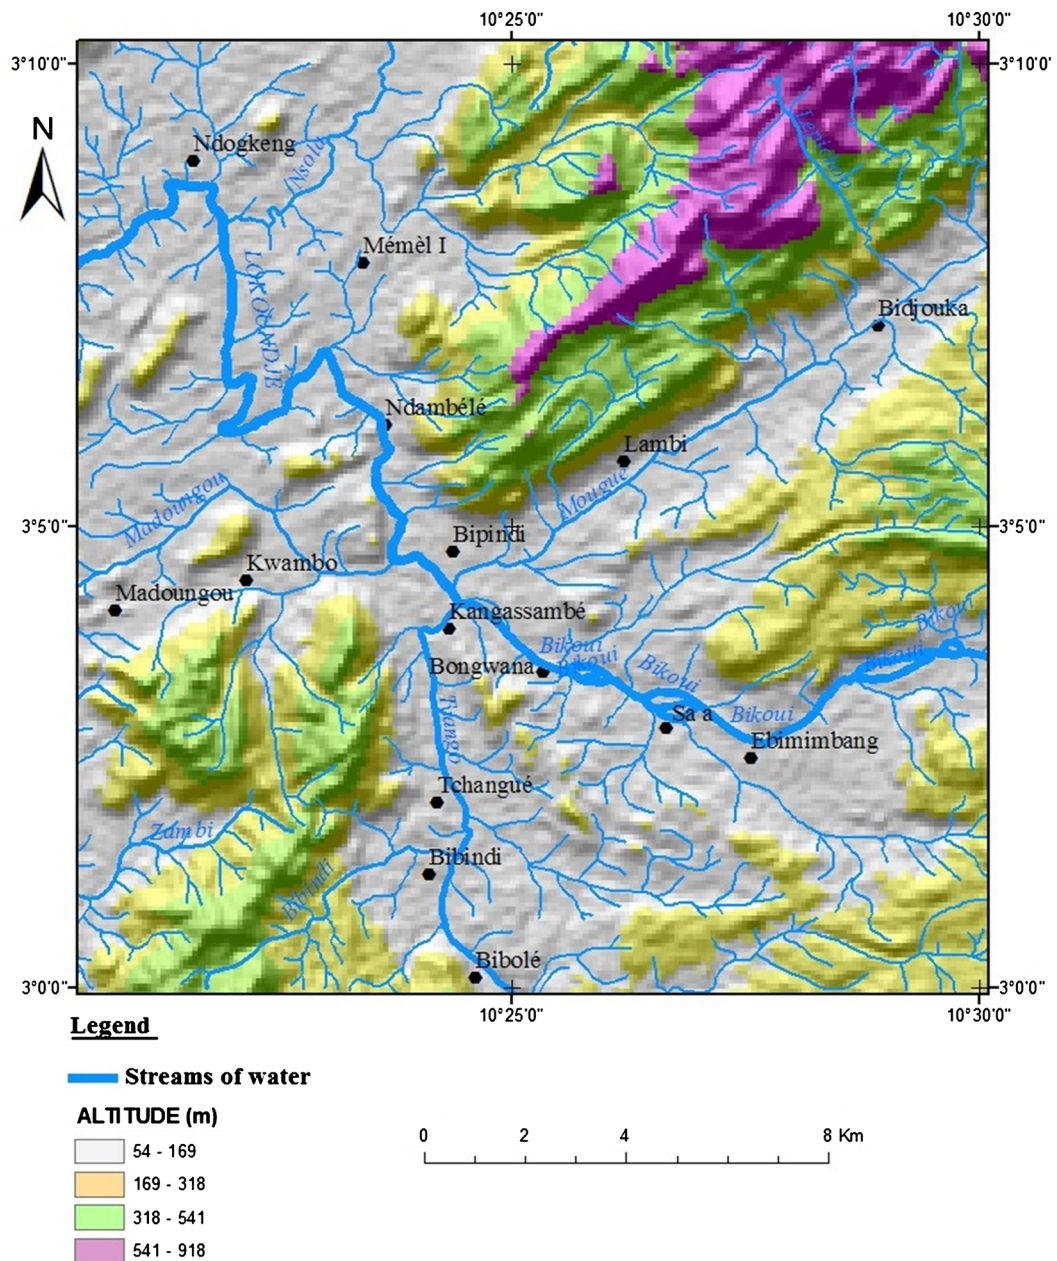 10°25'0"
10°30'0"
3°10'0"
3°10'0'
N
Ndogkeng
Nsola
Mémèl I
LOKOUNDJE
Bidjouka
Ndambélé
Lambi
Mougue
Madoungou
3°5'0"
3°5'0"
Bipindi
Kwambo
Madoungou
Kangassambé
Bikoui
Bikoui
Bongwana
Bikoui
Bikoui
Bikoui
Bikoui
Sa a
Ebimimbang
Tyango
Tchangué
Zambi
Bibindi
Bibindi
Bibolé
3°0'0"
3°0'0"
10°25'0"
10°30'0"
Legend
Streams of water
ALTITUDE (m)
54 - 169
169 - 318
318 - 541
541 - 918
0 2 4 8 Km